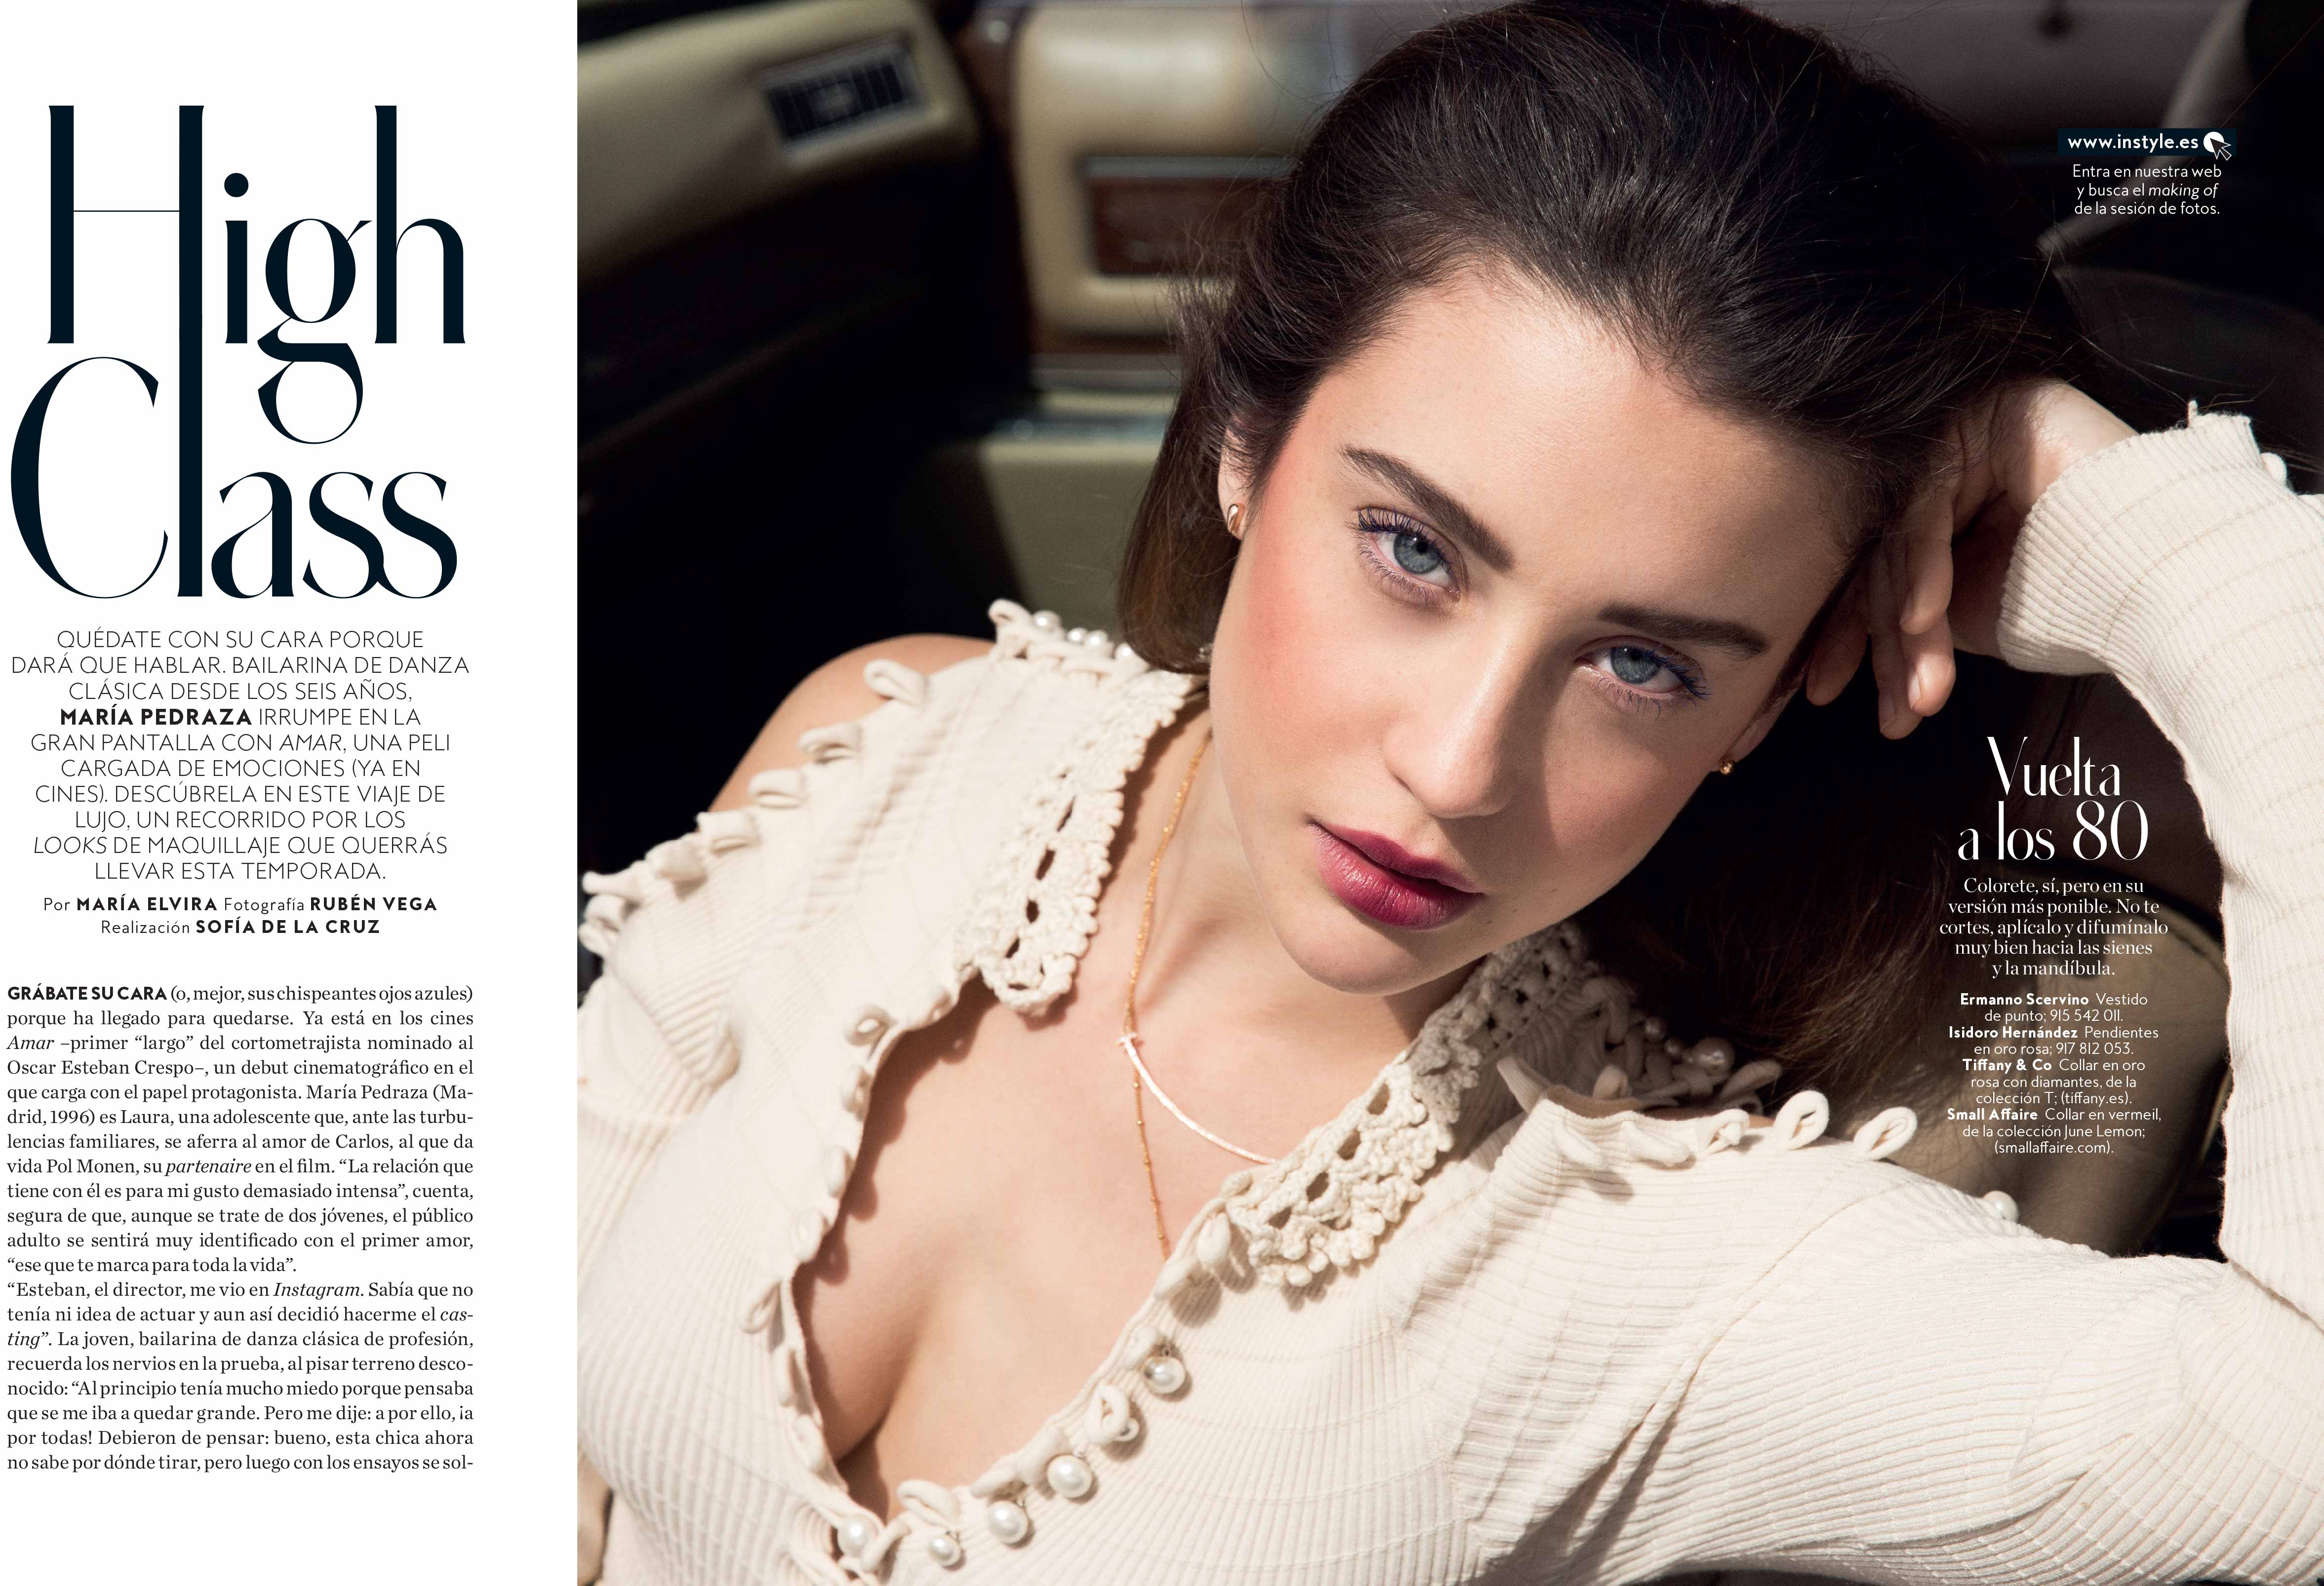 High
Class
QUÉDATE CON SU CARA PORQUE
DARÁ QUE HABLAR. BAILARINA DE DANZA
CLÁSICA DESDE LOS SEIS AÑOS,
MARÍA PEDRAZA IRRUMPE EN LA
GRAN PANTALLA CON AMAR, UNA PELI
CARGADA DE EMOCIONES (YA EN
CINES). DESCÚBRELA EN ESTE VIAJE DE
LUJO, UN RECORRIDO POR LOS
LOOKS DE MAQUILLAJE QUE QUERRÁS
LLEVAR ESTA TEMPORADA.
Por MARÍA ELVIRA Fotografía RUBÉN VEGA
Realización SOFÍA DE LA CRUZ
GRÁBATE SU CARA (o, mejor, sus chispeantes ojos azules)
porque ha llegado para quedarse. Ya está en los cines
Amar –primer “largo” del cortometrajista nominado al
Oscar Esteban Crespo–, un debut cinematográfico en el
que carga con el papel protagonista. María Pedraza (Ma-
drid, 1996) es Laura, una adolescente que, ante las turbu-
lencias familiares, se aferra al amor de Carlos, al que da
vida Pol Monen, su partenaire en el film. “La relación que
tiene con él es para mi gusto demasiado intensa”, cuenta,
segura de que, aunque se trate de dos jóvenes, el público
adulto se sentirá muy identificado con el primer amor,
“ese que te marca para toda la vida”.
“Esteban, el director, me vio en Instagram. Sabía que no
tenía ni idea de actuar y aun así decidió hacerme el cas-
ting”. La joven, bailarina de danza clásica de profesión,
recuerda los nervios en la prueba, al pisar terreno desco-
nocido: “Al principio tenía mucho miedo porque pensaba
que se me iba a quedar grande. Pero me dije: a por ello, ¡a
por todas! Debieron de pensar: bueno, esta chica ahora
no sabe por dónde tirar, pero luego con los ensayos se sol-
www.instyle.es
Entra en nuestra web
y busca el making of
de la sesión de fotos.
Vuelta
a los 80
Colorete, sí, pero en su
versión más ponible. No te
cortes, aplícalo y difumínalo
muy bien hacia las sienes
y la mandíbula.
Ermanno Scervino Vestido
de punto; 915 542 011.
Isidoro Hernández Pendientes
en oro rosa; 917 812 053.
Tiffany & Co Collar en oro
rosa con diamantes, de la
colección T; (tiffany.es).
Small Affaire Collar en vermeil,
de la colección June Lemon;
(smallaffaire.com).